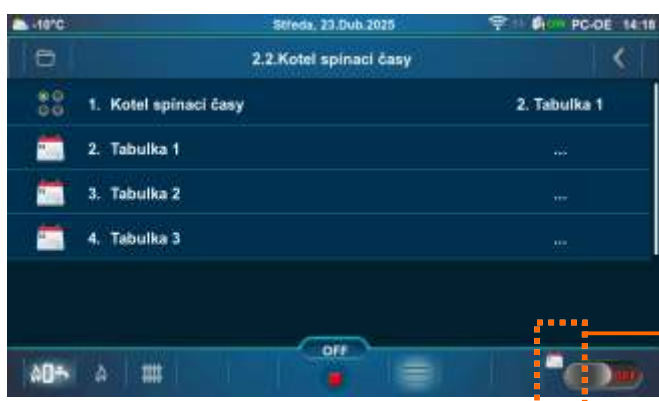 -10°C Středa, 23.Dub.2025 PC-OE 14:18
2.2.Kotel spínací časy
1. Kotel spínací časy 2. Tabulka 1
2. Tabulka 1 ...
3. Tabulka 2 ...
4. Tabulka 3 ...
OFF
OFF